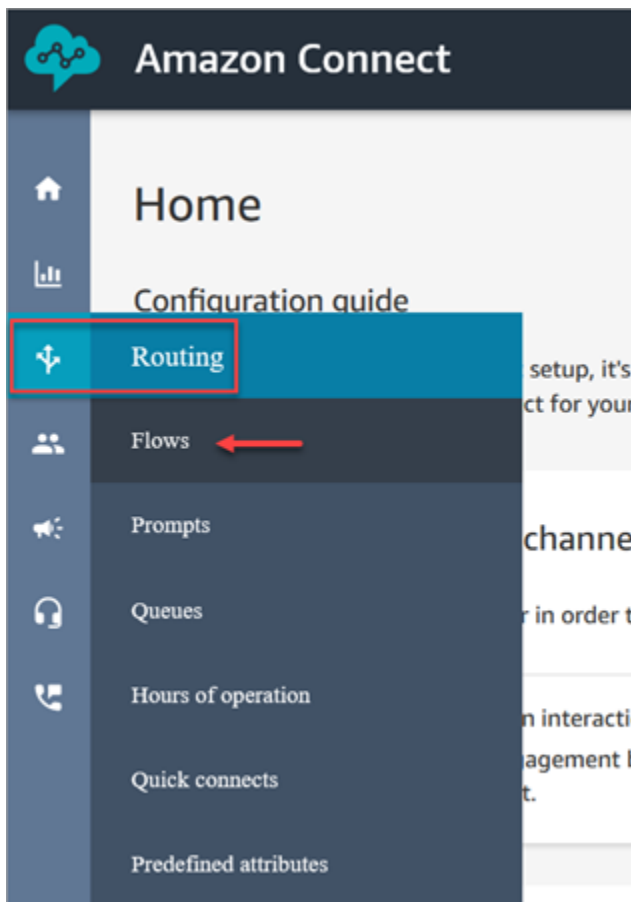 Amazon Connect
Home
Configuration guide
Routing
setup, it's
ct for your
Flows
Prompts
channe
Queues
r in order t
Hours of operation
n interacti
agement b
Quick connects
t.
Predefined attributes